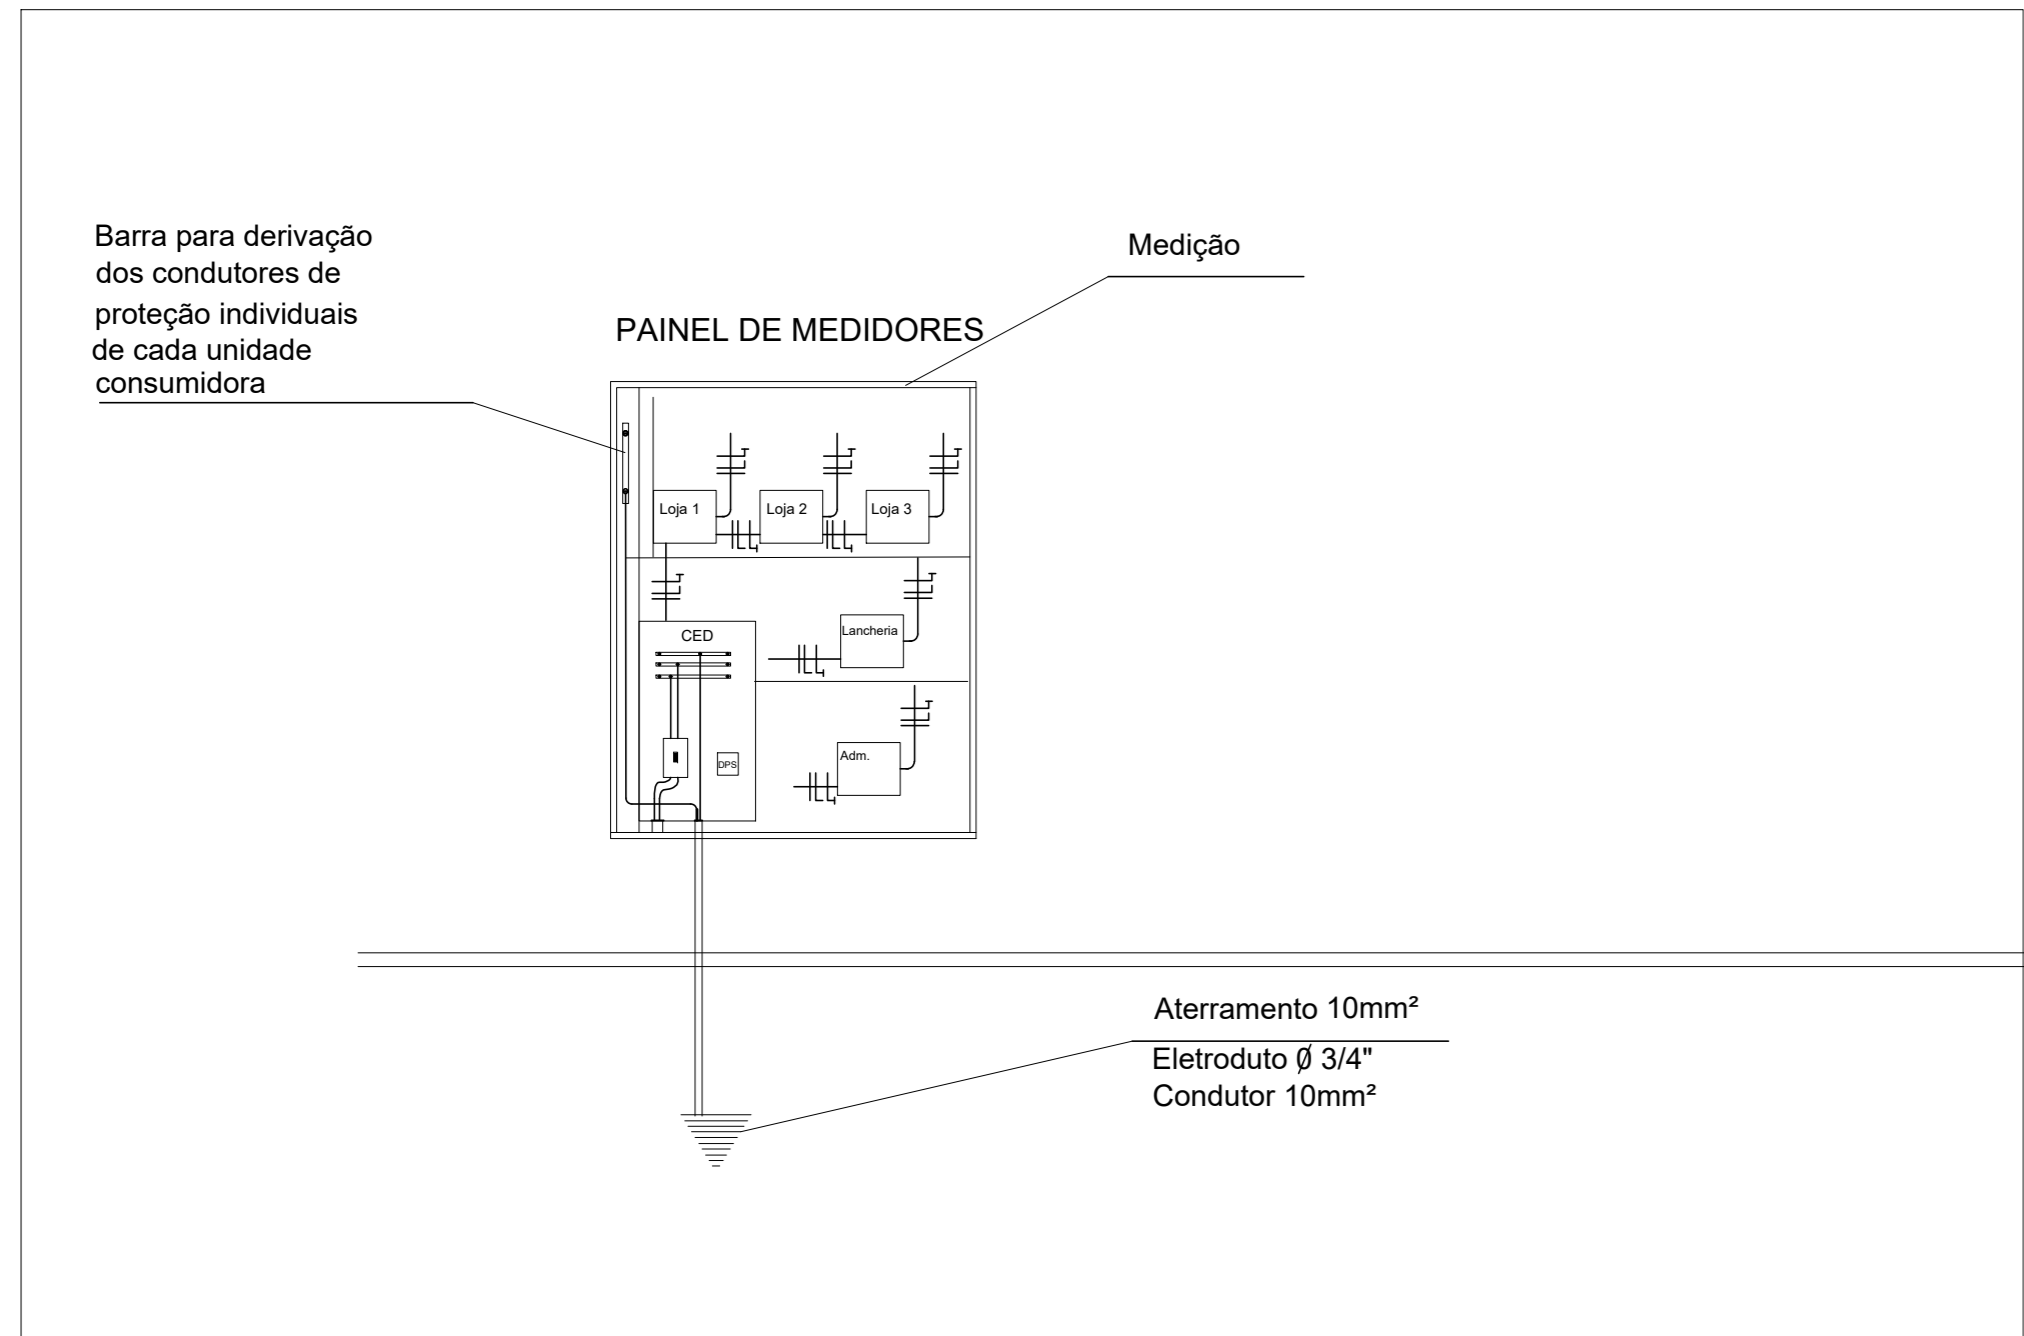 Barra para derivação
dos condutores de
proteção individuais
de cada unidade
consumidora
Medição
PAINEL DE MEDIDORES
Loja 1
Loja 2
Loja 3
CED
Lancheria
Adm.
DPS
Aterramento 10mm²
Eletroduto Ø 3/4"
Condutor 10mm²